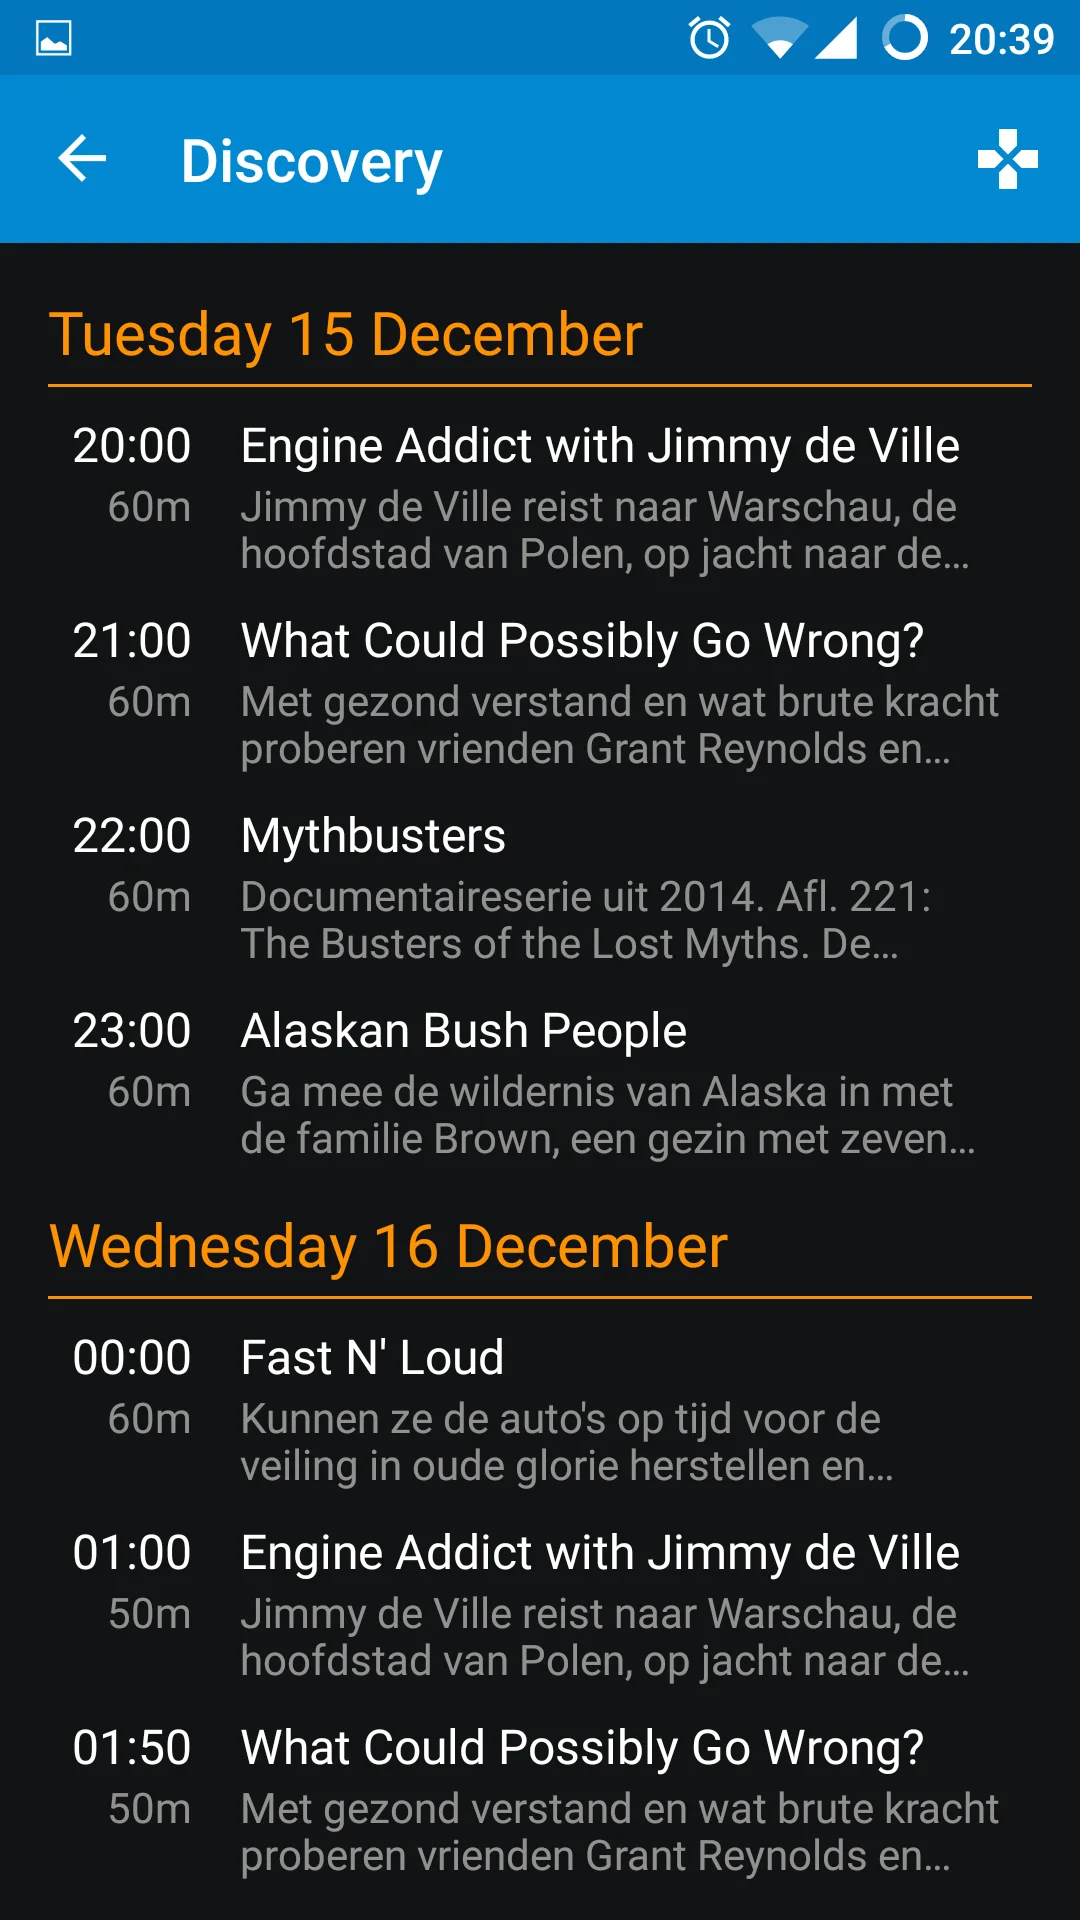 20:39
Discovery
Tuesday 15 December
20:00 Engine Addict with Jimmy de Ville
60m Jimmy de Ville reist naar Warschau, de
hoofdstad van Polen, op jacht naar de…
21:00 What Could Possibly Go Wrong?
60m Met gezond verstand en wat brute kracht
proberen vrienden Grant Reynolds en…
22:00 Mythbusters
60m Documentaireserie uit 2014. Afl. 221:
The Busters of the Lost Myths. De…
23:00 Alaskan Bush People
60m Ga mee de wildernis van Alaska in met
de familie Brown, een gezin met zeven…
Wednesday 16 December
00:00 Fast N' Loud
60m Kunnen ze de auto's op tijd voor de
veiling in oude glorie herstellen en…
01:00 Engine Addict with Jimmy de Ville
50m Jimmy de Ville reist naar Warschau, de
hoofdstad van Polen, op jacht naar de…
01:50 What Could Possibly Go Wrong?
50m Met gezond verstand en wat brute kracht
proberen vrienden Grant Reynolds en…